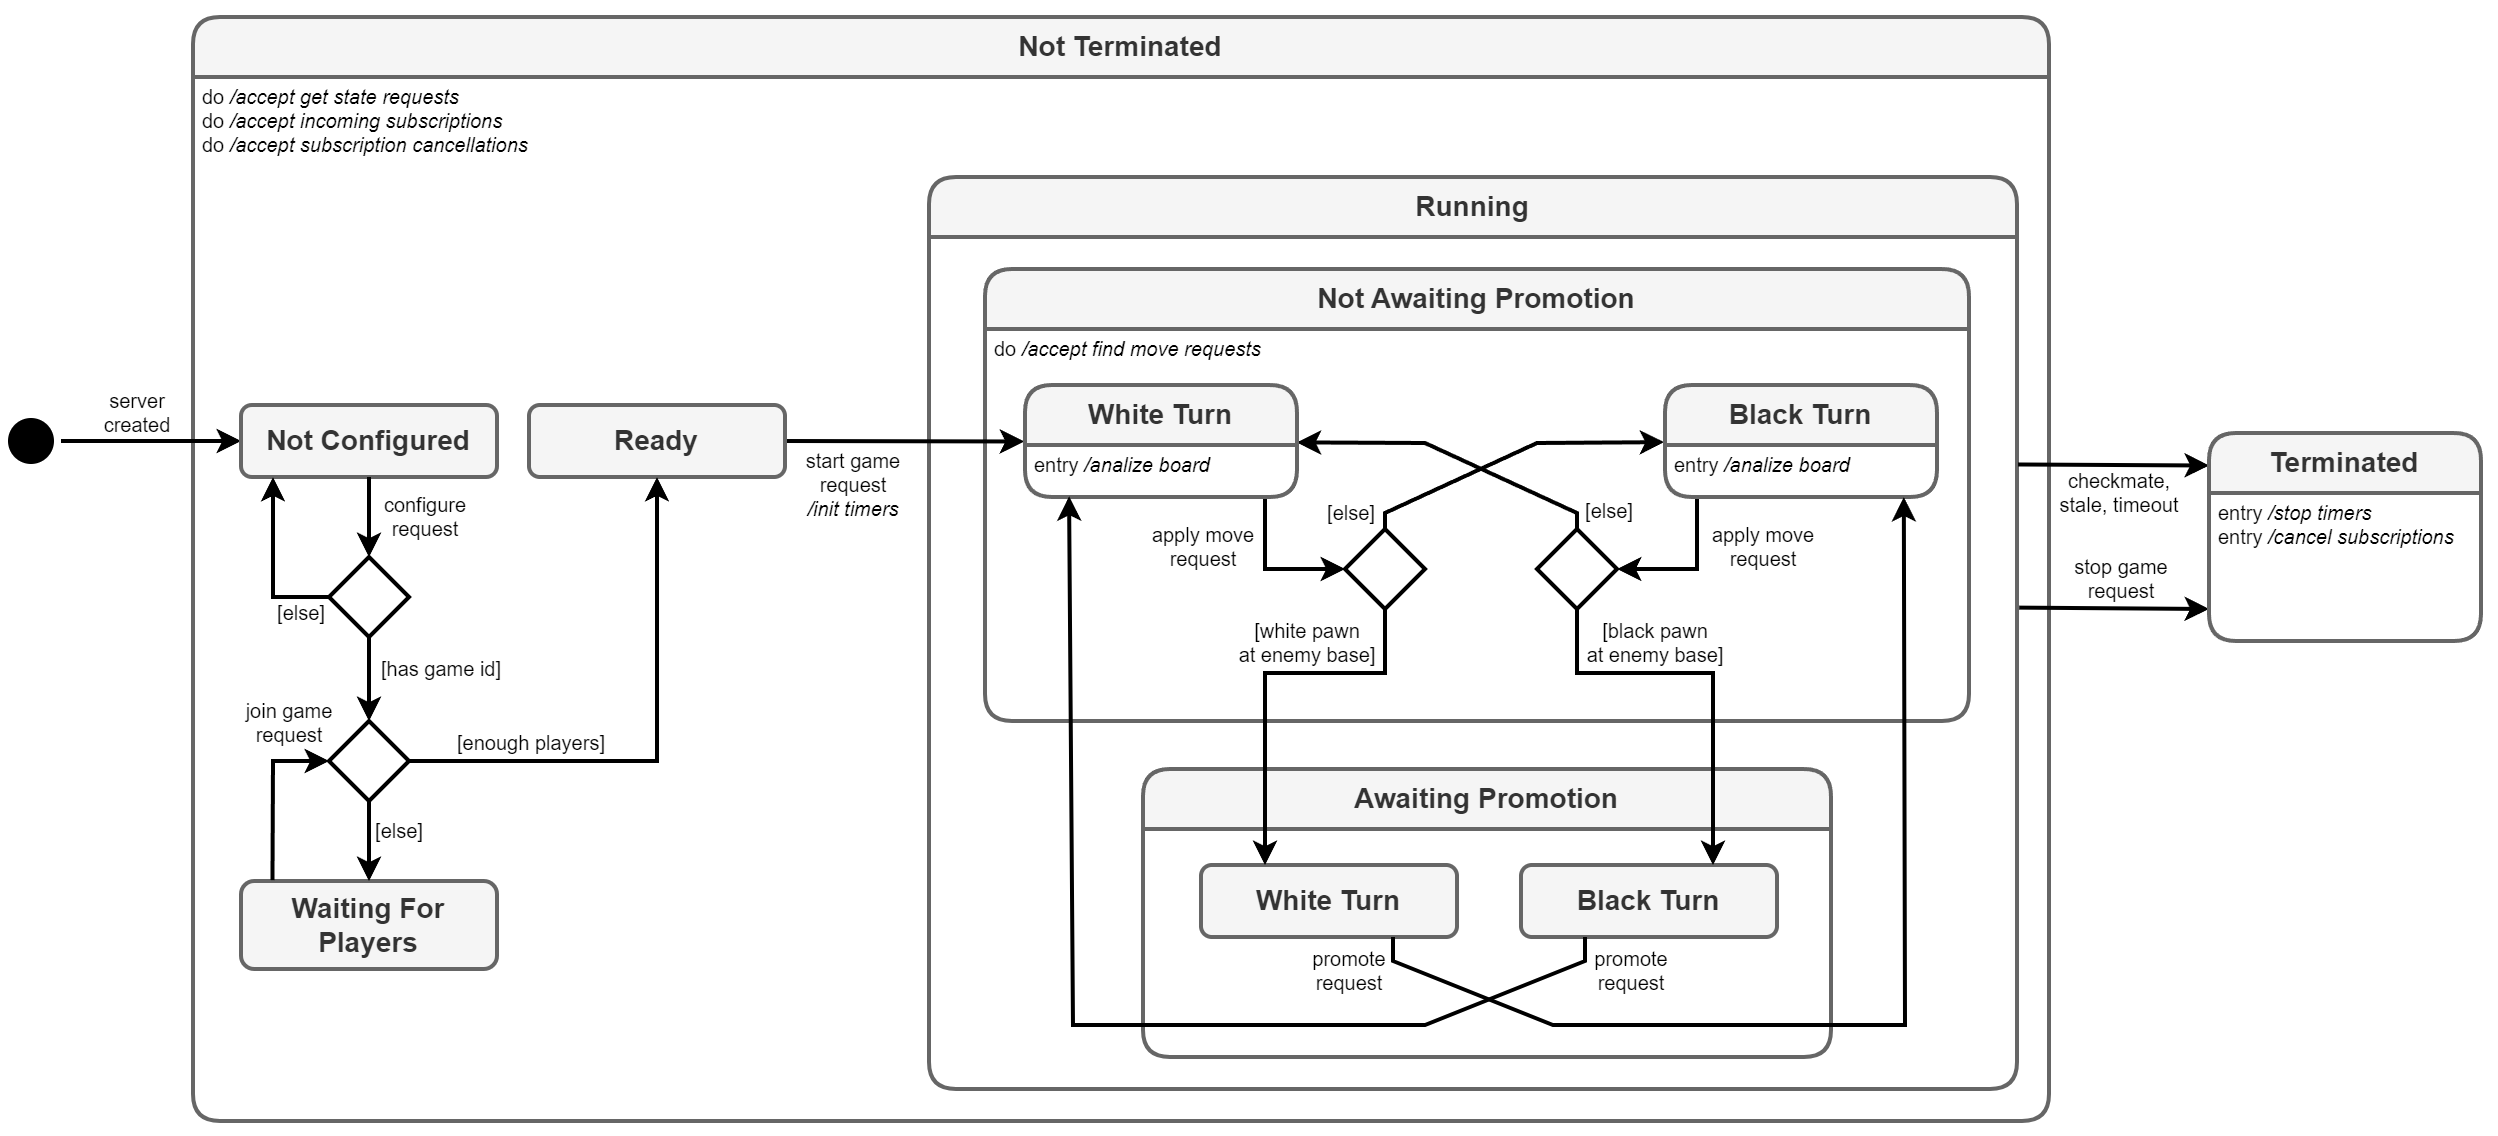 Not Terminated
do /accept get state requests
do /accept incoming subscriptions
do /accept subscription cancellations
server
created
Not Configured
configure
request
[else]
[has game id]
join game
request
[enough players]
[else]
Waiting For
Players
Ready
start game
request
/init timers
Running
Not Awaiting Promotion
do /accept find move requests
White Turn
entry /analize board
Black Turn
entry /analize board
apply move
request
[else]
[else]
apply move
request
[white pawn
at enemy base]
[black pawn
at enemy base]
Awaiting Promotion
White Turn
Black Turn
promote
request
promote
request
checkmate,
stale, timeout
stop game
request
Terminated
entry /stop timers
entry /cancel subscriptions